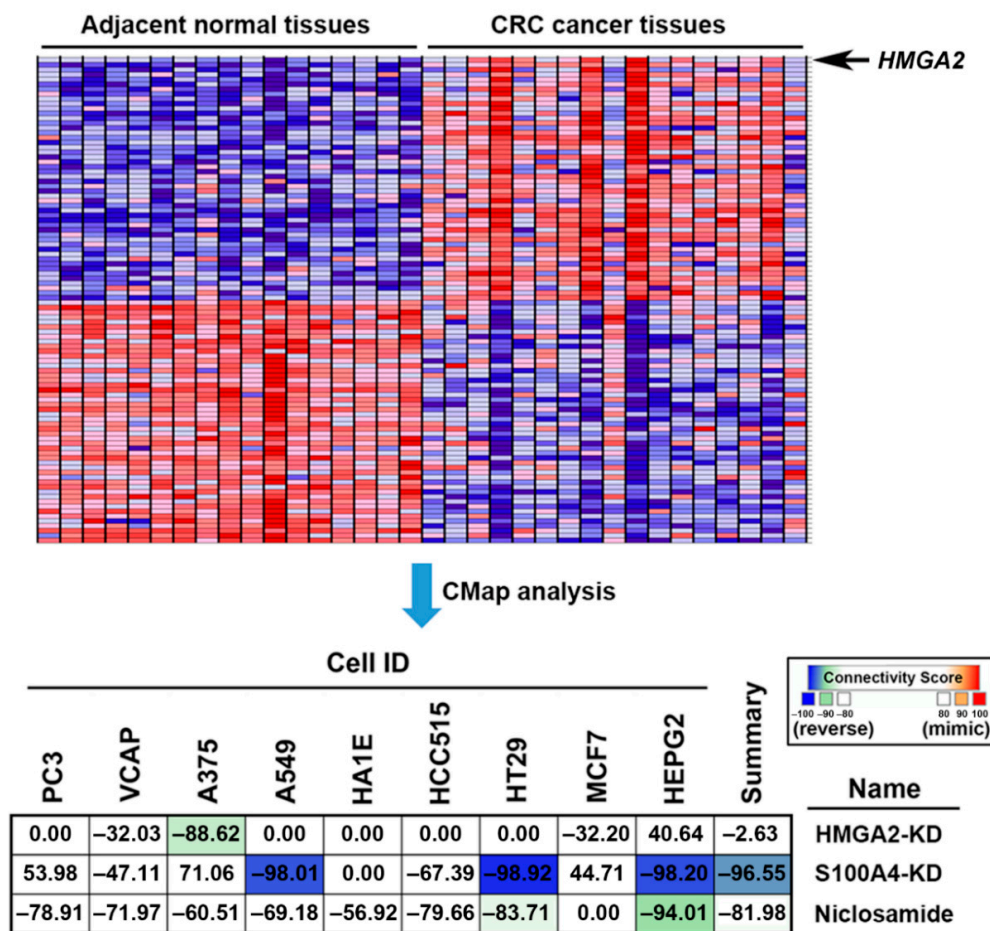 Adjacent normal tissues CRC cancer tissues
HMGA2
CMap analysis
Cell ID
Connectivity Score
−100 −90 −80 80 90 100
(reverse) (mimic)
PC3 VCAP A375 A549 HA1E HCC515 HT29 MCF7 HEPG2 Summary Name
0.00 −32.03 −88.62 0.00 0.00 0.00 0.00 −32.20 40.64 −2.63 HMGA2-KD
53.98 −47.11 71.06 −98.01 0.00 −67.39 −98.92 44.71 −98.20 −96.55 S100A4-KD
−78.91 −71.97 −60.51 −69.18 −56.92 −79.66 −83.71 0.00 −94.01 −81.98 Niclosamide